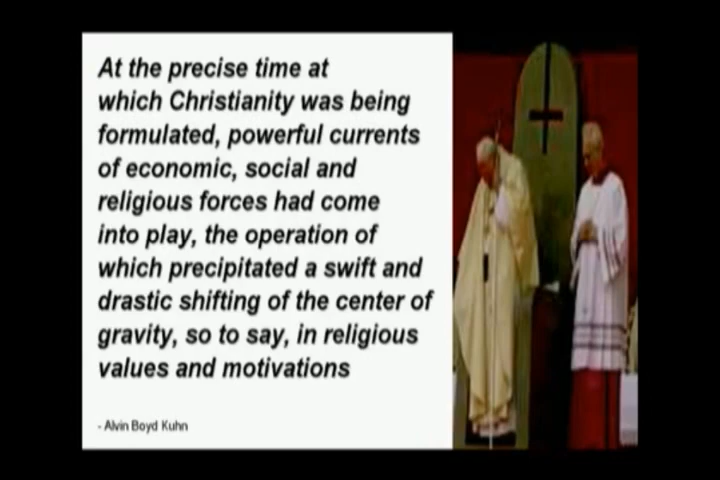 At the precise time at
which Christianity was being
formulated, powerful currents
of economic, social and
religious forces had come
into play, the operation of
which precipitated a swift and
drastic shifting of the center of
gravity, so to say, in religious
values and motivations
- Alvin Boyd Kuhn